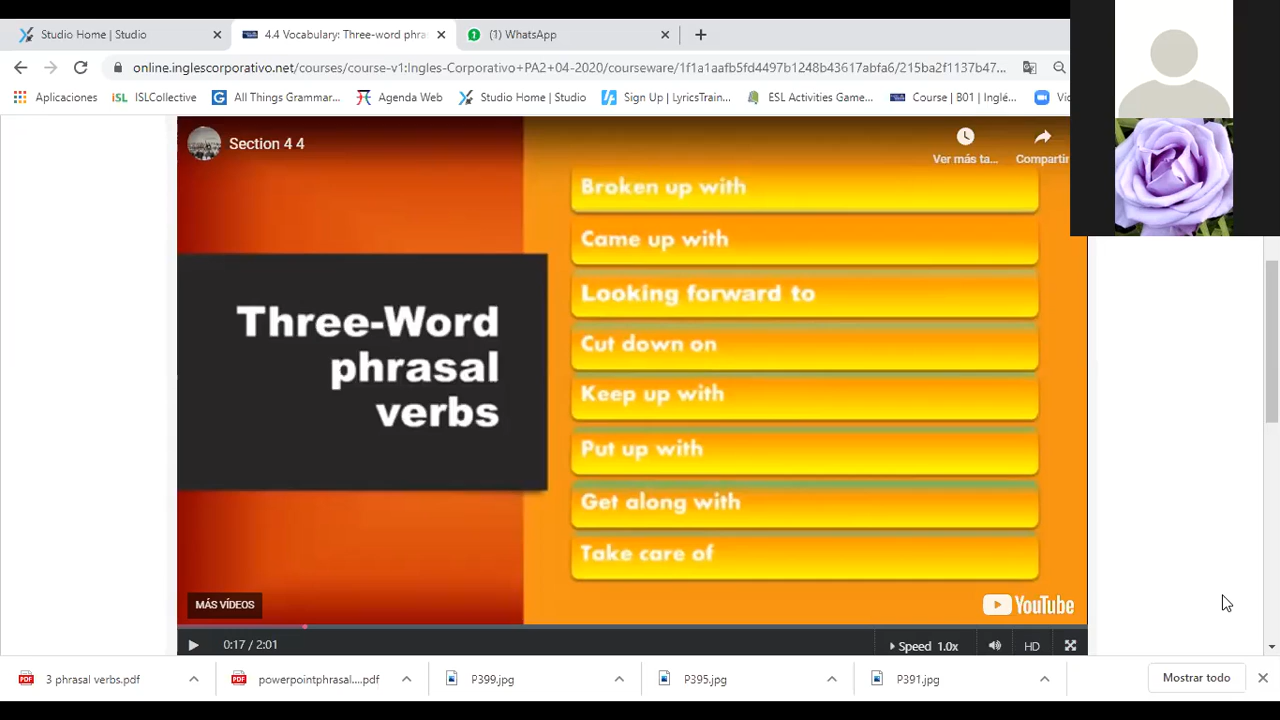 Studio Home | Studio
4.4 Vocabulary: Three-word phra
(1) WhatsApp
online.inglescorporativo.net/courses/course-v1:Ingles-Corporativo+PA2+04-2020/courseware/1f1a1aafb5fd4497b1248b43617abfa6/215ba2f1137b47...
Aplicaciones
iSL ISLCollective
All Things Grammar...
Agenda Web
Studio Home | Studio
Sign Up | LyricsTrain...
ESL Activities Game...
Course | B01 | Inglé...
Section 4 4
Ver más ta...
Compartir
Three-Word
phrasal
verbs
Broken up with
Came up with
Looking forward to
Cut down on
Keep up with
Put up with
Get along with
Take care of
MÁS VÍDEOS
YouTube
0:17 / 2:01
Speed 1.0x
HD
3 phrasal verbs.pdf
powerpointphrasal....pdf
P399.jpg
P395.jpg
P391.jpg
Mostrar todo